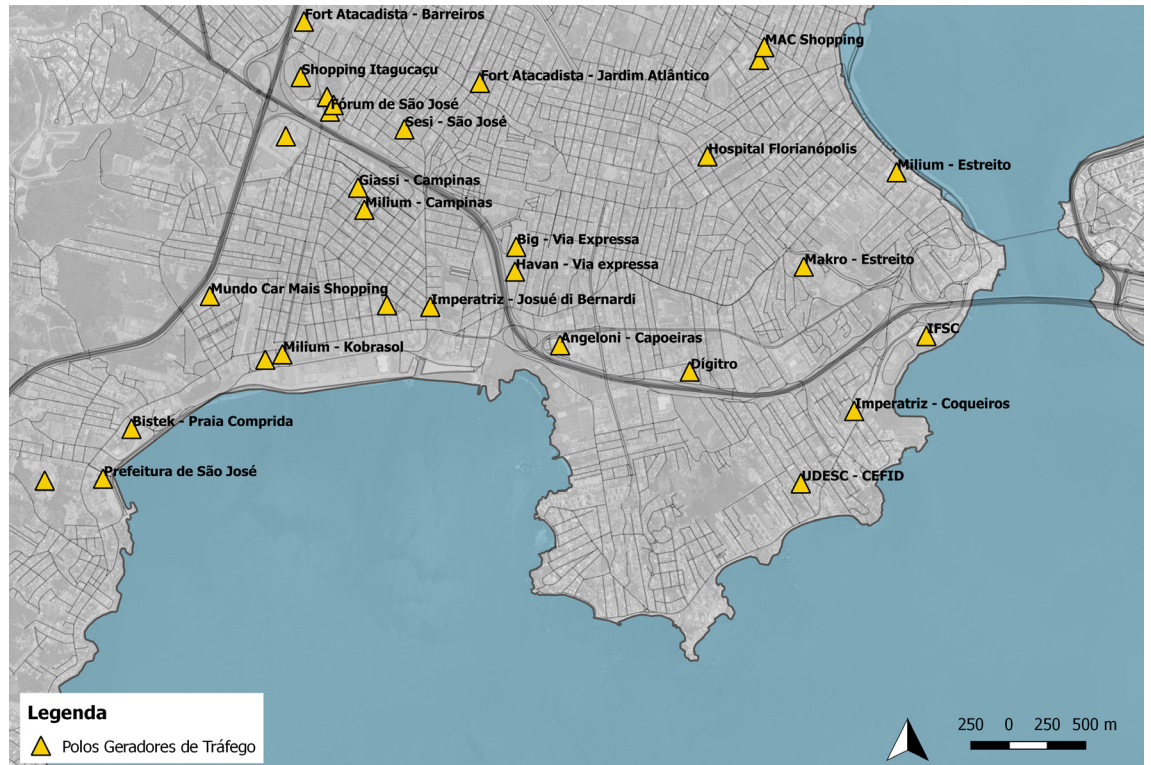 Fort Atacadista - Barreiros
MAC Shopping
Shopping Itagucaçu
Fort Atacadista - Jardim Atlântico
Fórum de São José
Sesi - São José
Hospital Florianópolis
Milium - Estreito
Giassi - Campinas
Milium - Campinas
Big - Via Expressa
Havan - Via expressa
Makro - Estreito
Mundo Car Mais Shopping
Imperatriz - Josué di Bernardi
IFSC
Angeloni - Capoeiras
Milium - Kobrasol
Dígitro
Imperatriz - Coqueiros
Bistek - Praia Comprida
Prefeitura de São José
UDESC - CEFID
Legenda
Polos Geradores de Tráfego
250 0 250 500 m